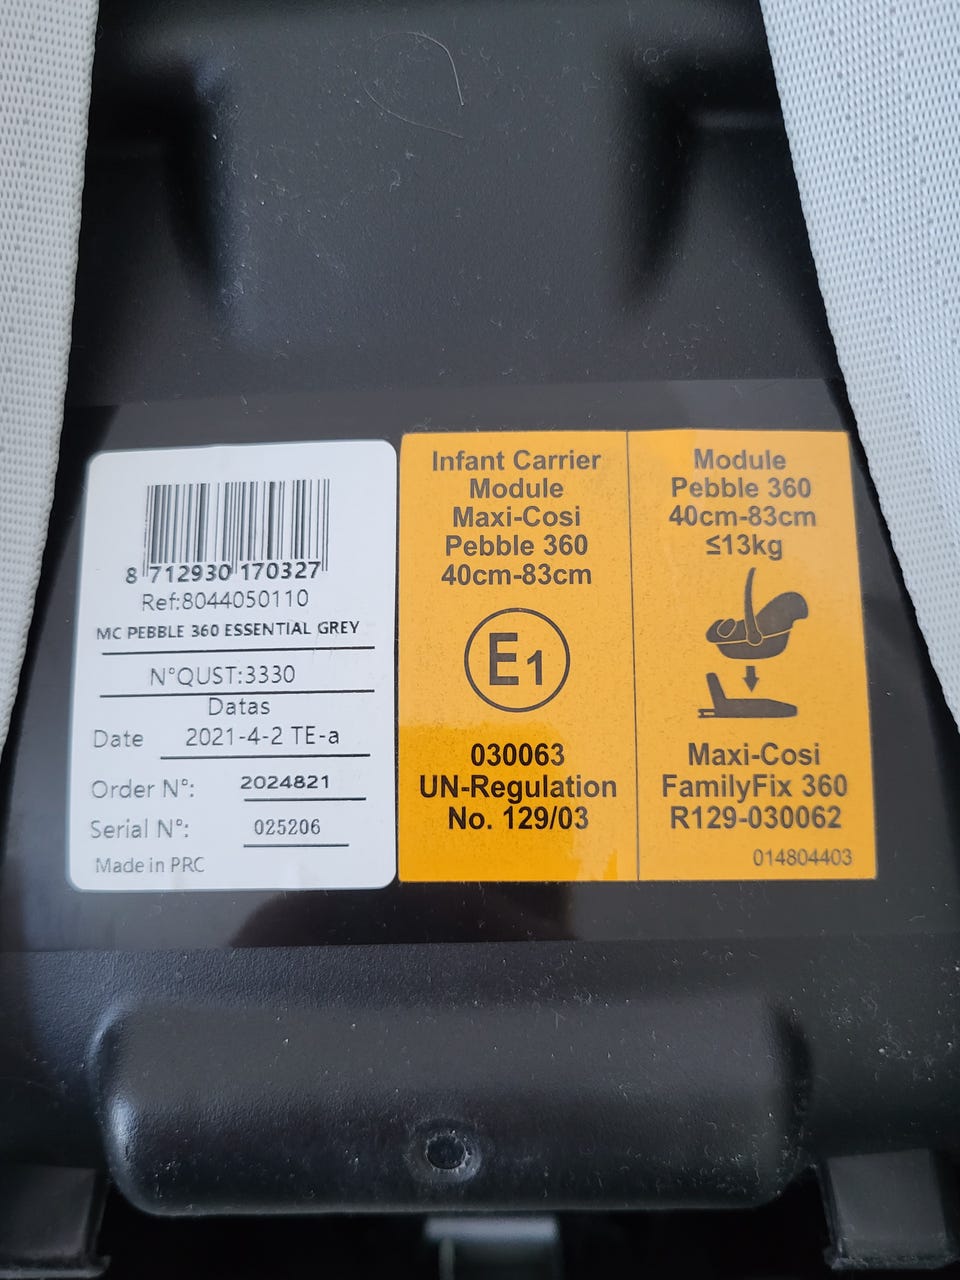 8 712930 170327
Ref:8044050110
MC PEBBLE 360 ESSENTIAL GREY
N°QUST:3330
Datas
Date 2021-4-2 TE-a
Order N°: 2024821
Serial N°: 025206
Made in PRC
Infant Carrier
Module
Maxi-Cosi
Pebble 360
40cm-83cm
E1
030063
UN-Regulation
No. 129/03
Module
Pebble 360
40cm-83cm
≤13kg
Maxi-Cosi
FamilyFix 360
R129-030062
014804403